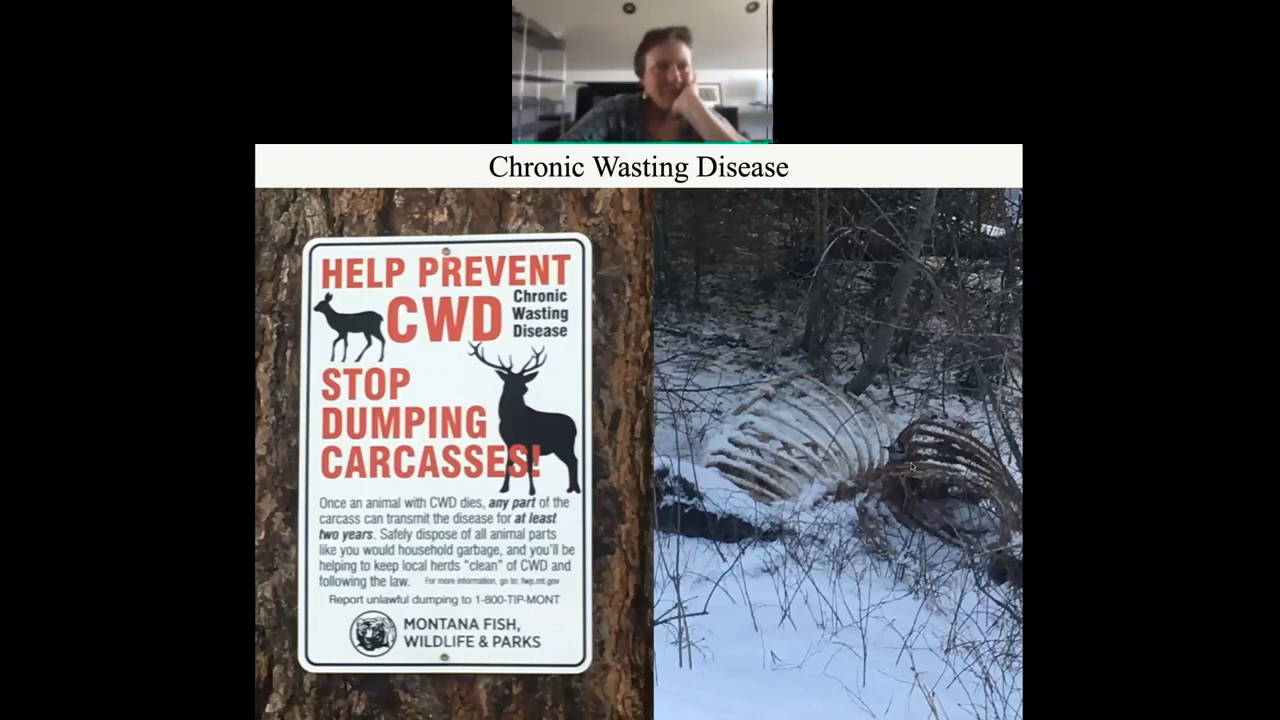 Chronic Wasting Disease
HELP PREVENT
CWD
Chronic
Wasting
Disease
STOP
DUMPING
CARCASSES!
Once an animal with CWD dies, any part of the
carcass can transmit the disease for at least
two years. Safely dispose of all animal parts
like you would household garbage, and you'll be
helping to keep local herds “clean” of CWD and
following the law. For more information, go to: fwp.mt.gov
Report unlawful dumping to 1-800-TIP-MONT
MONTANA FISH,
WILDLIFE & PARKS